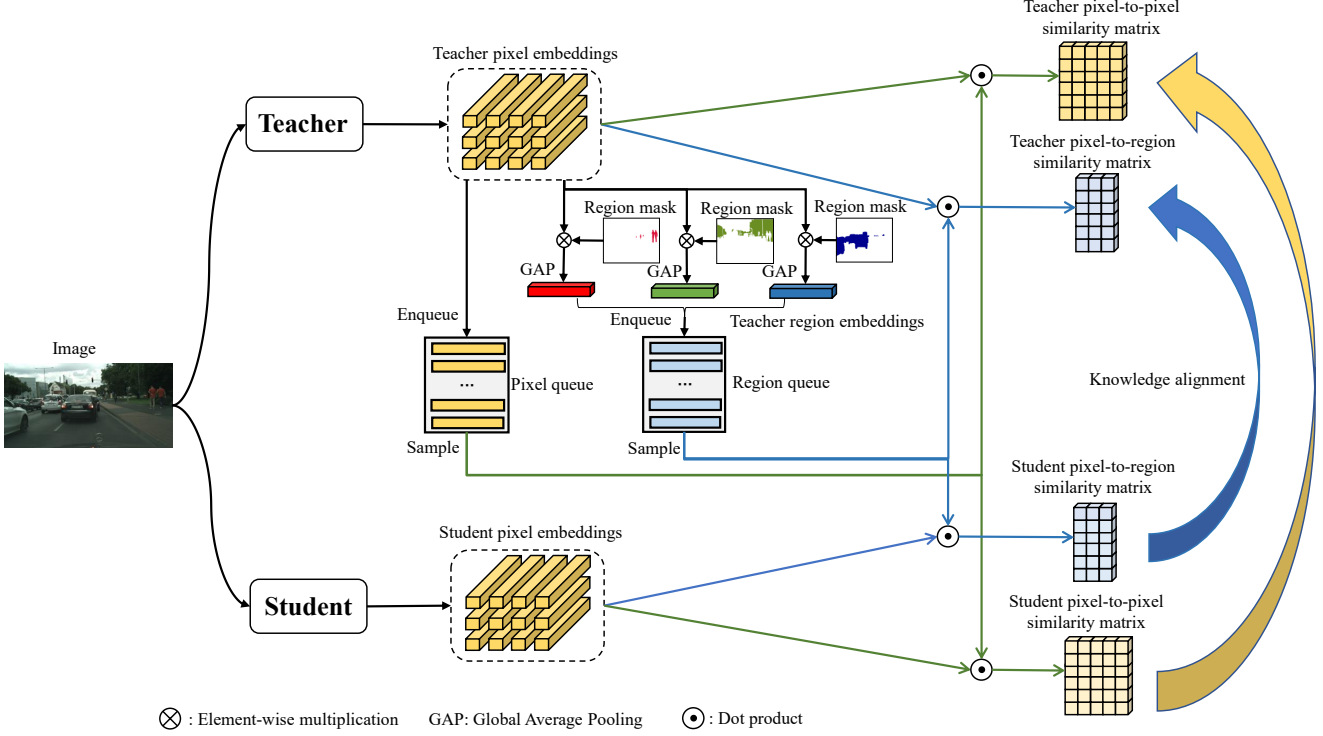 Teacher pixel-to-pixel
similarity matrix
Teacher pixel embeddings
Teacher
Teacher pixel-to-region
similarity matrix
Region mask
Region mask
Region mask
GAP
GAP
GAP
Enqueue
Enqueue
Teacher region embeddings
Image
...
Pixel queue
...
Region queue
Knowledge alignment
Sample
Sample
Student pixel-to-region
similarity matrix
Student pixel embeddings
Student
Student pixel-to-pixel
similarity matrix
: Element-wise multiplication
GAP: Global Average Pooling
: Dot product